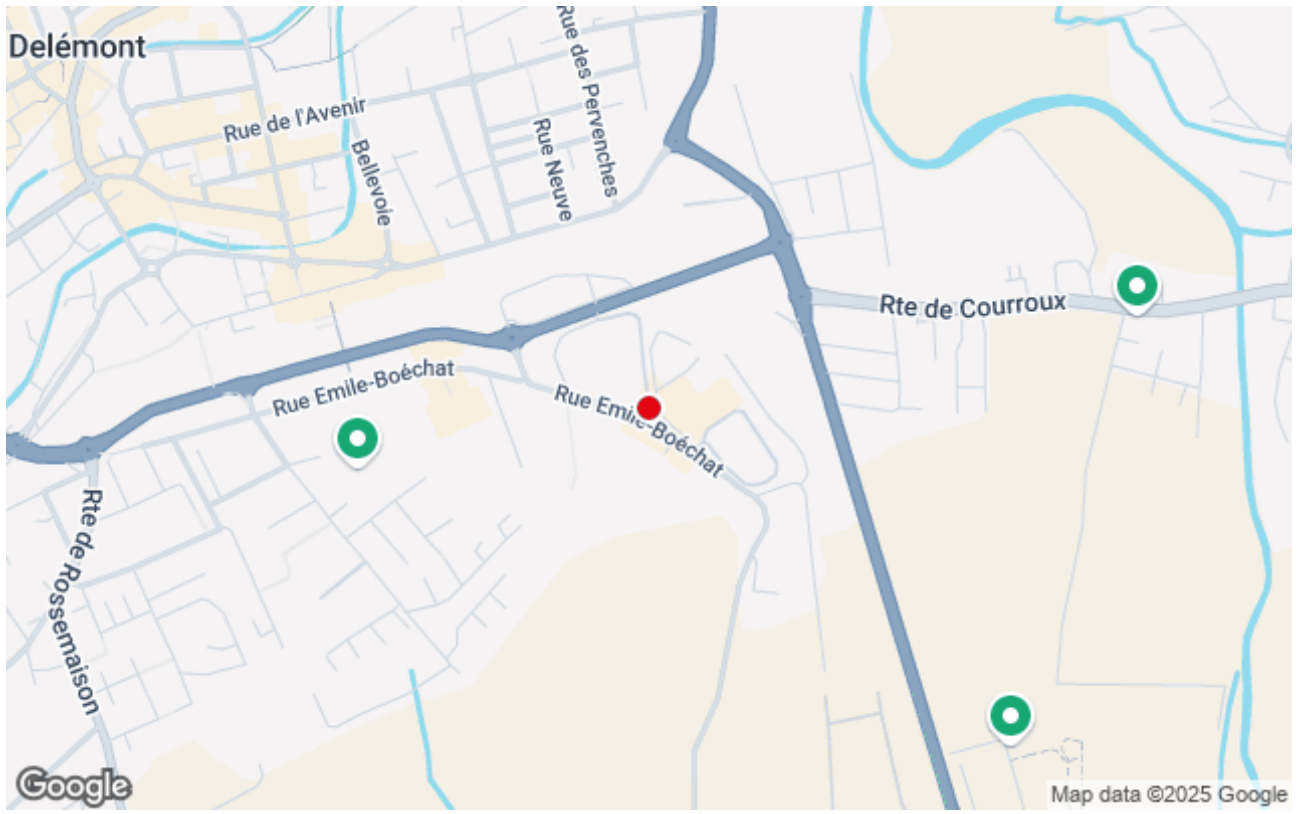 Delémont
Rue des Pervenches
Rue de l'Avenir
Rue Neuve
Bellevoie
Rte de Courroux
Rue Emile-Boéchat
Rue Emile-Boéchat
Rte de Rossemaison
Google
Map data ©2025 Google